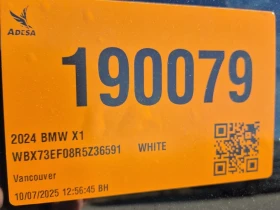 ADESA
190079
2024 BMW X1
WBX73EF08R5Z36591 WHITE
Vancouver
10/07/2025 12:56:45 BH